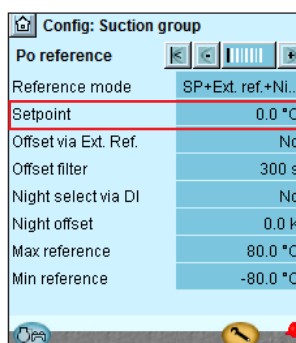 Config: Suction group
Po reference
Reference mode SP+Ext. ref.+Ni...
Setpoint 0.0 °C
Offset via Ext. Ref. No
Offset filter 300 s
Night select via DI No
Night offset 0.0 K
Max reference 80.0 °C
Min reference -80.0 °C